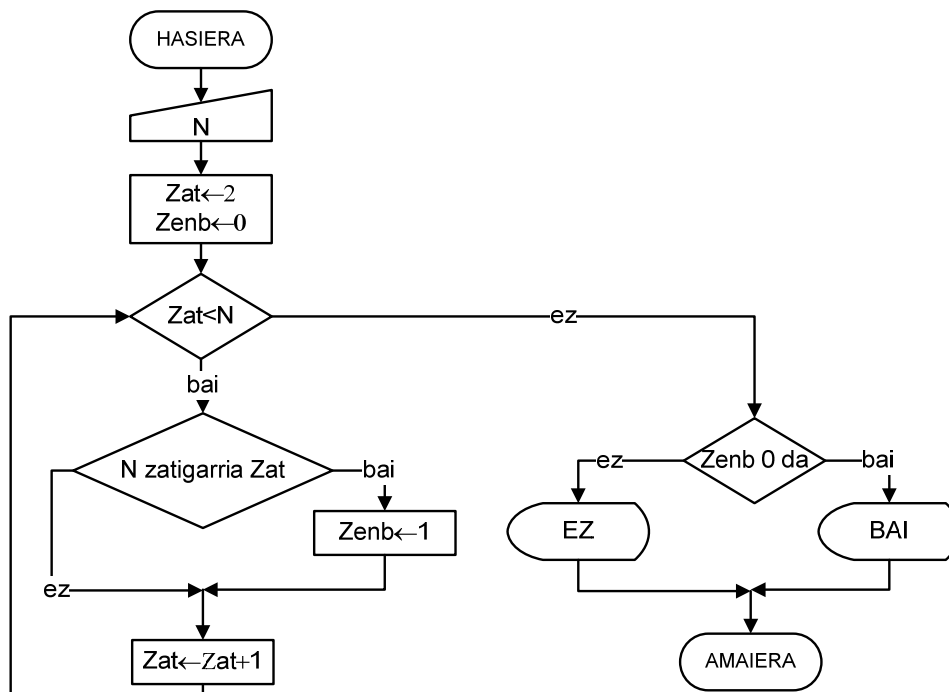 HASIERA
N
Zat←2
Zenb←0
Zat<N
ez
bai
N zatigarria Zat
bai
Zenb←1
ez
Zat←Zat+1
Zenb 0 da
ez
bai
EZ
BAI
AMAIERA